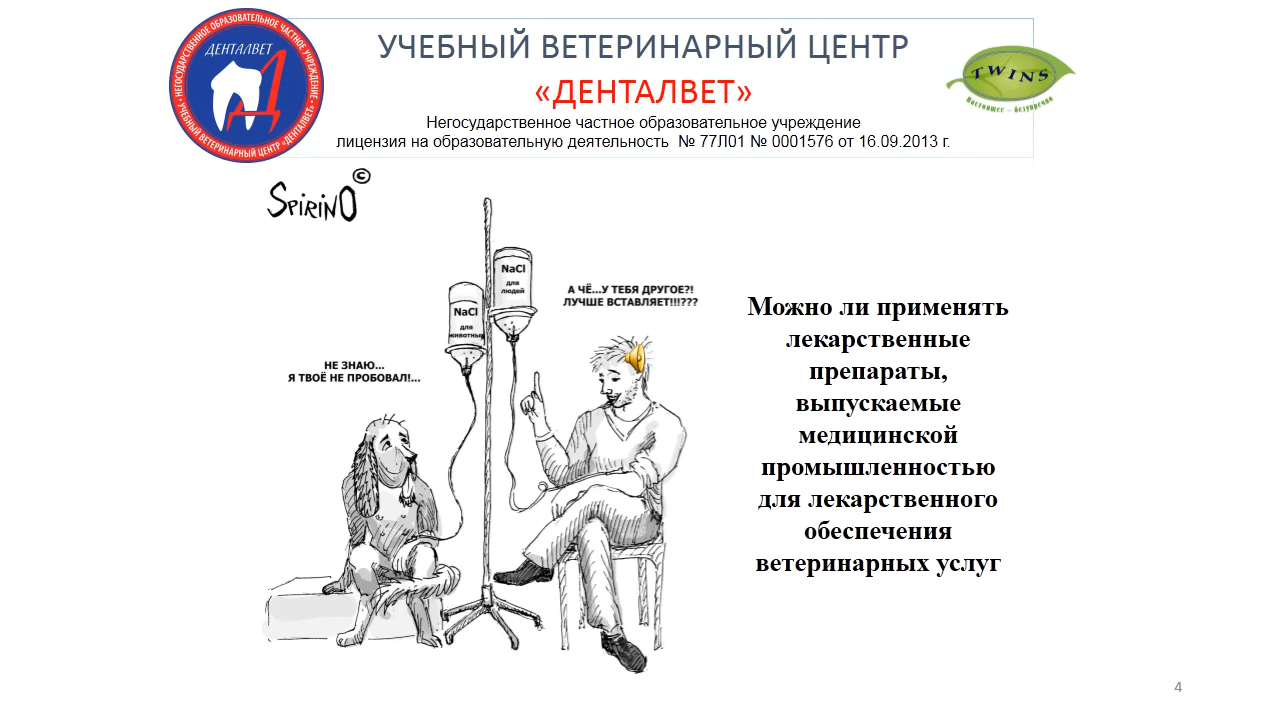 НЕГОСУДАРСТВЕННОЕ ОБРАЗОВАТЕЛЬНОЕ ЧАСТНОЕ УЧРЕЖДЕНИЕ
• УЧЕБНЫЙ ВЕТЕРИНАРНЫЙ ЦЕНТР «ДЕНТАЛВЕТ» •
ДЕНТАЛВЕТ
Д
УЧЕБНЫЙ ВЕТЕРИНАРНЫЙ ЦЕНТР
«ДЕНТАЛВЕТ»
Негосударственное частное образовательное учреждение
лицензия на образовательную деятельность № 77Л01 № 0001576 от 16.09.2013 г.
TWINS
Настоящее – безупречно
SPIRINO ©
NaCl
для
людей
NaCl
для
животных
А ЧЁ...У ТЕБЯ ДРУГОЕ?!
ЛУЧШЕ ВСТАВЛЯЕТ!!!???
НЕ ЗНАЮ...
Я ТВОЁ НЕ ПРОБОВАЛ!...
Можно ли применять
лекарственные
препараты,
выпускаемые
медицинской
промышленностью
для лекарственного
обеспечения
ветеринарных услуг
4